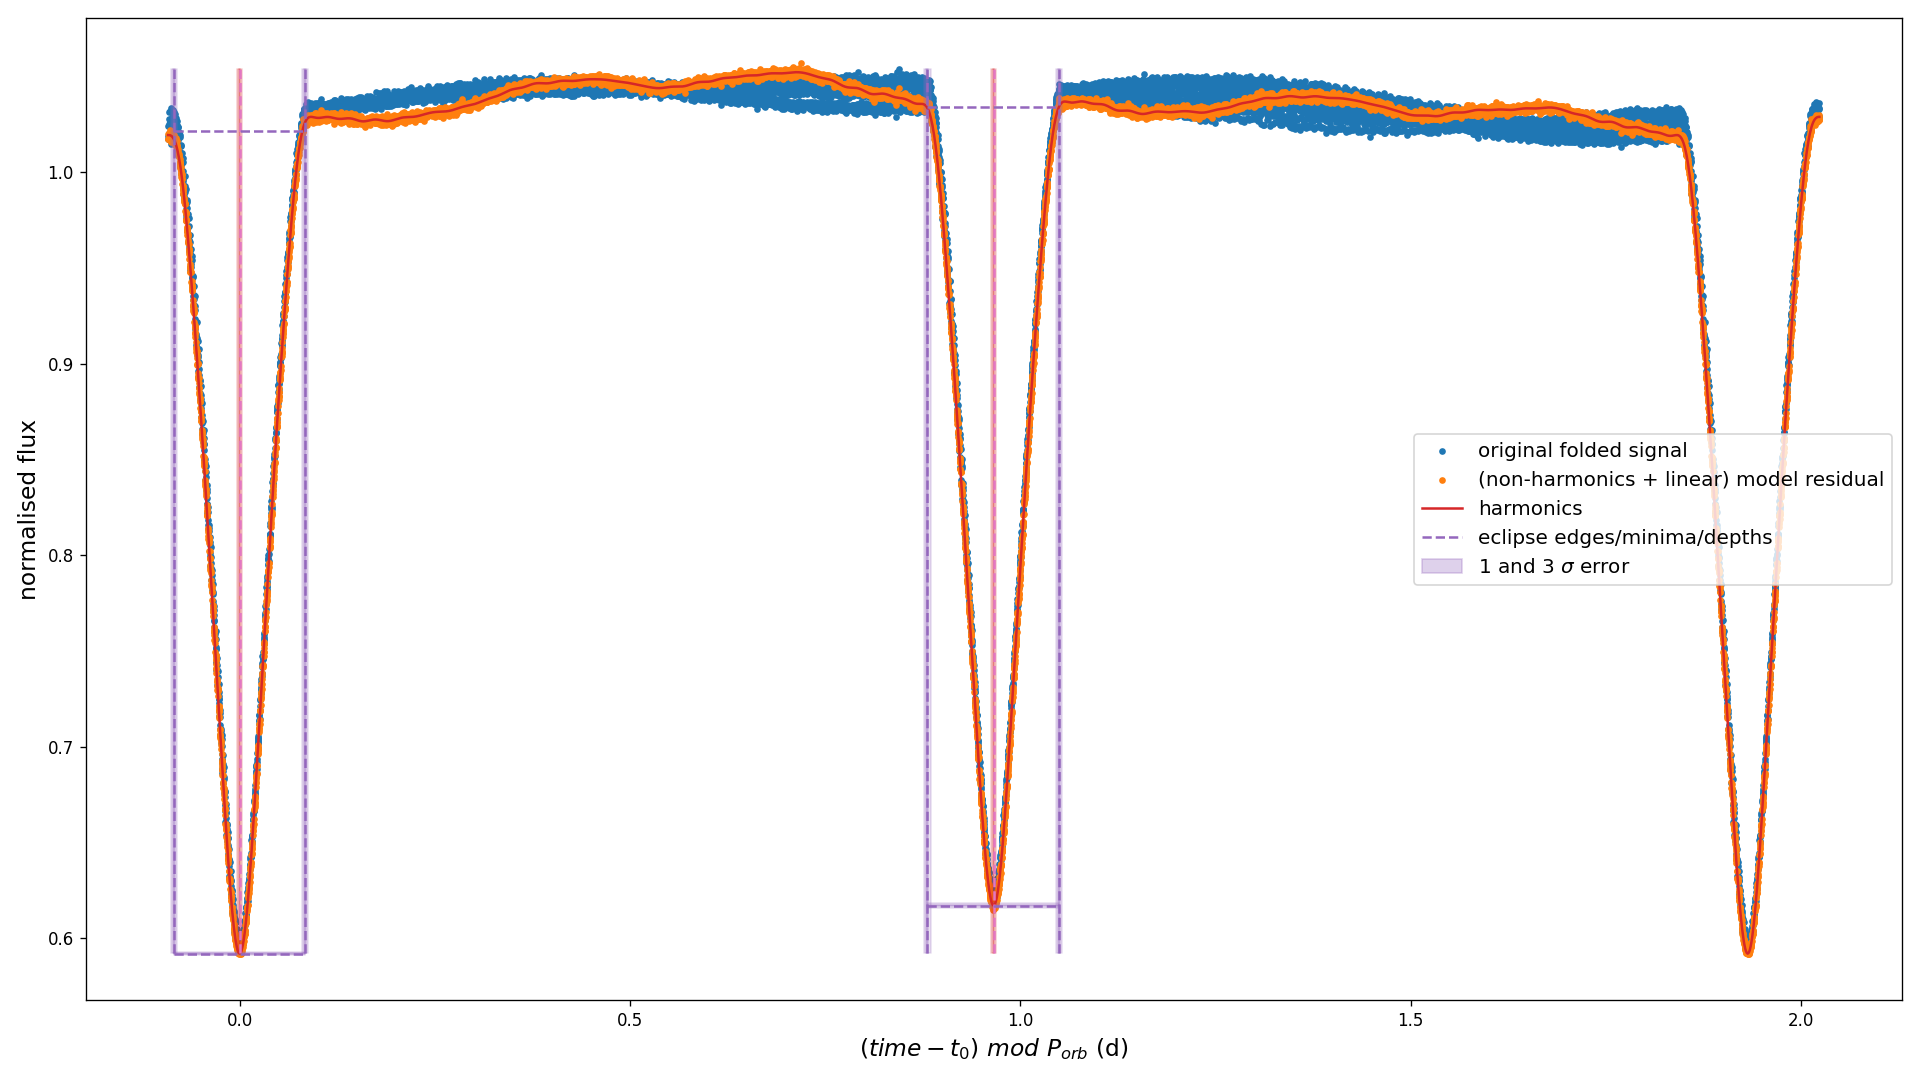 1.0
0.9
0.8
0.7
0.6
normalised flux
original folded signal
(non-harmonics + linear) model residual
harmonics
eclipse edges/minima/depths
1 and 3 σ error
0.0 0.5 1.0 1.5 2.0
(time − t₀) mod Pₒᵣb (d)